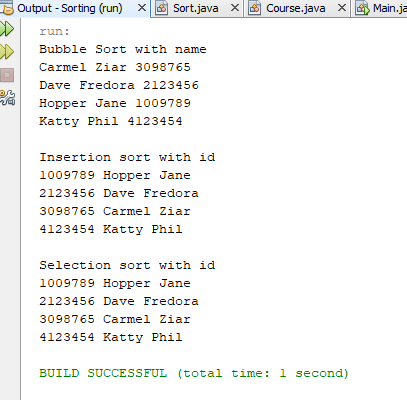 Output - Sorting (run) Sort.java Course.java Main.ja
run:
Bubble Sort with name
Carmel Ziar 3098765
Dave Fredora 2123456
Hopper Jane 1009789
Katty Phil 4123454
Insertion sort with id
1009789 Hopper Jane
2123456 Dave Fredora
3098765 Carmel Ziar
4123454 Katty Phil
Selection sort with id
1009789 Hopper Jane
2123456 Dave Fredora
3098765 Carmel Ziar
4123454 Katty Phil
BUILD SUCCESSFUL (total time: 1 second)